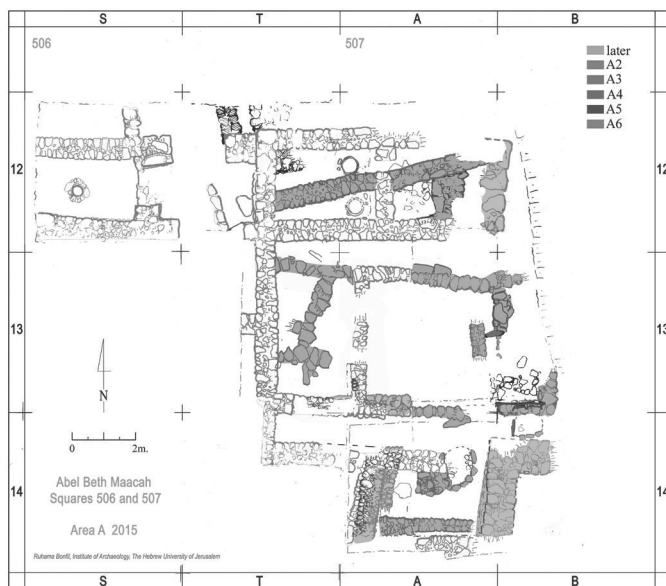 S T A B
506 507
later
A2
A3
A4
A5
A6
12 12
13 13
N
0 2m.
14 14
Abel Beth Maacah
Squares 506 and 507
Area A 2015
Ruhama Bonfil, Institute of Archaeology, The Hebrew University of Jerusalem
S T A B